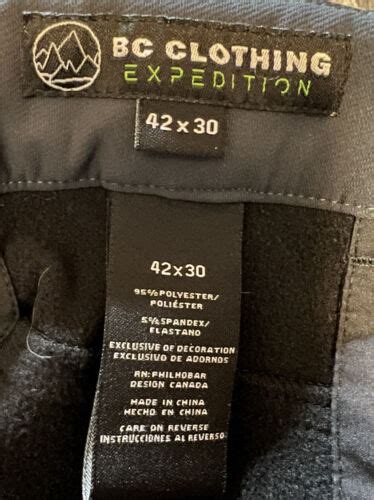 BC CLOTHING
EXPEDITION
42 x 30
42x30
95% POLYESTER/
POLIÉSTER
5% SPANDEX/
ELASTANO
EXCLUSIVE OF DECORATION
EXCLUSIVO DE ADORNOS
RN: PHILHOBAR
DESIGN CANADA
MADE IN CHINA
HECHO EN CHINA
CARE ON REVERSE
INSTRUCCIONES AL REVERSO